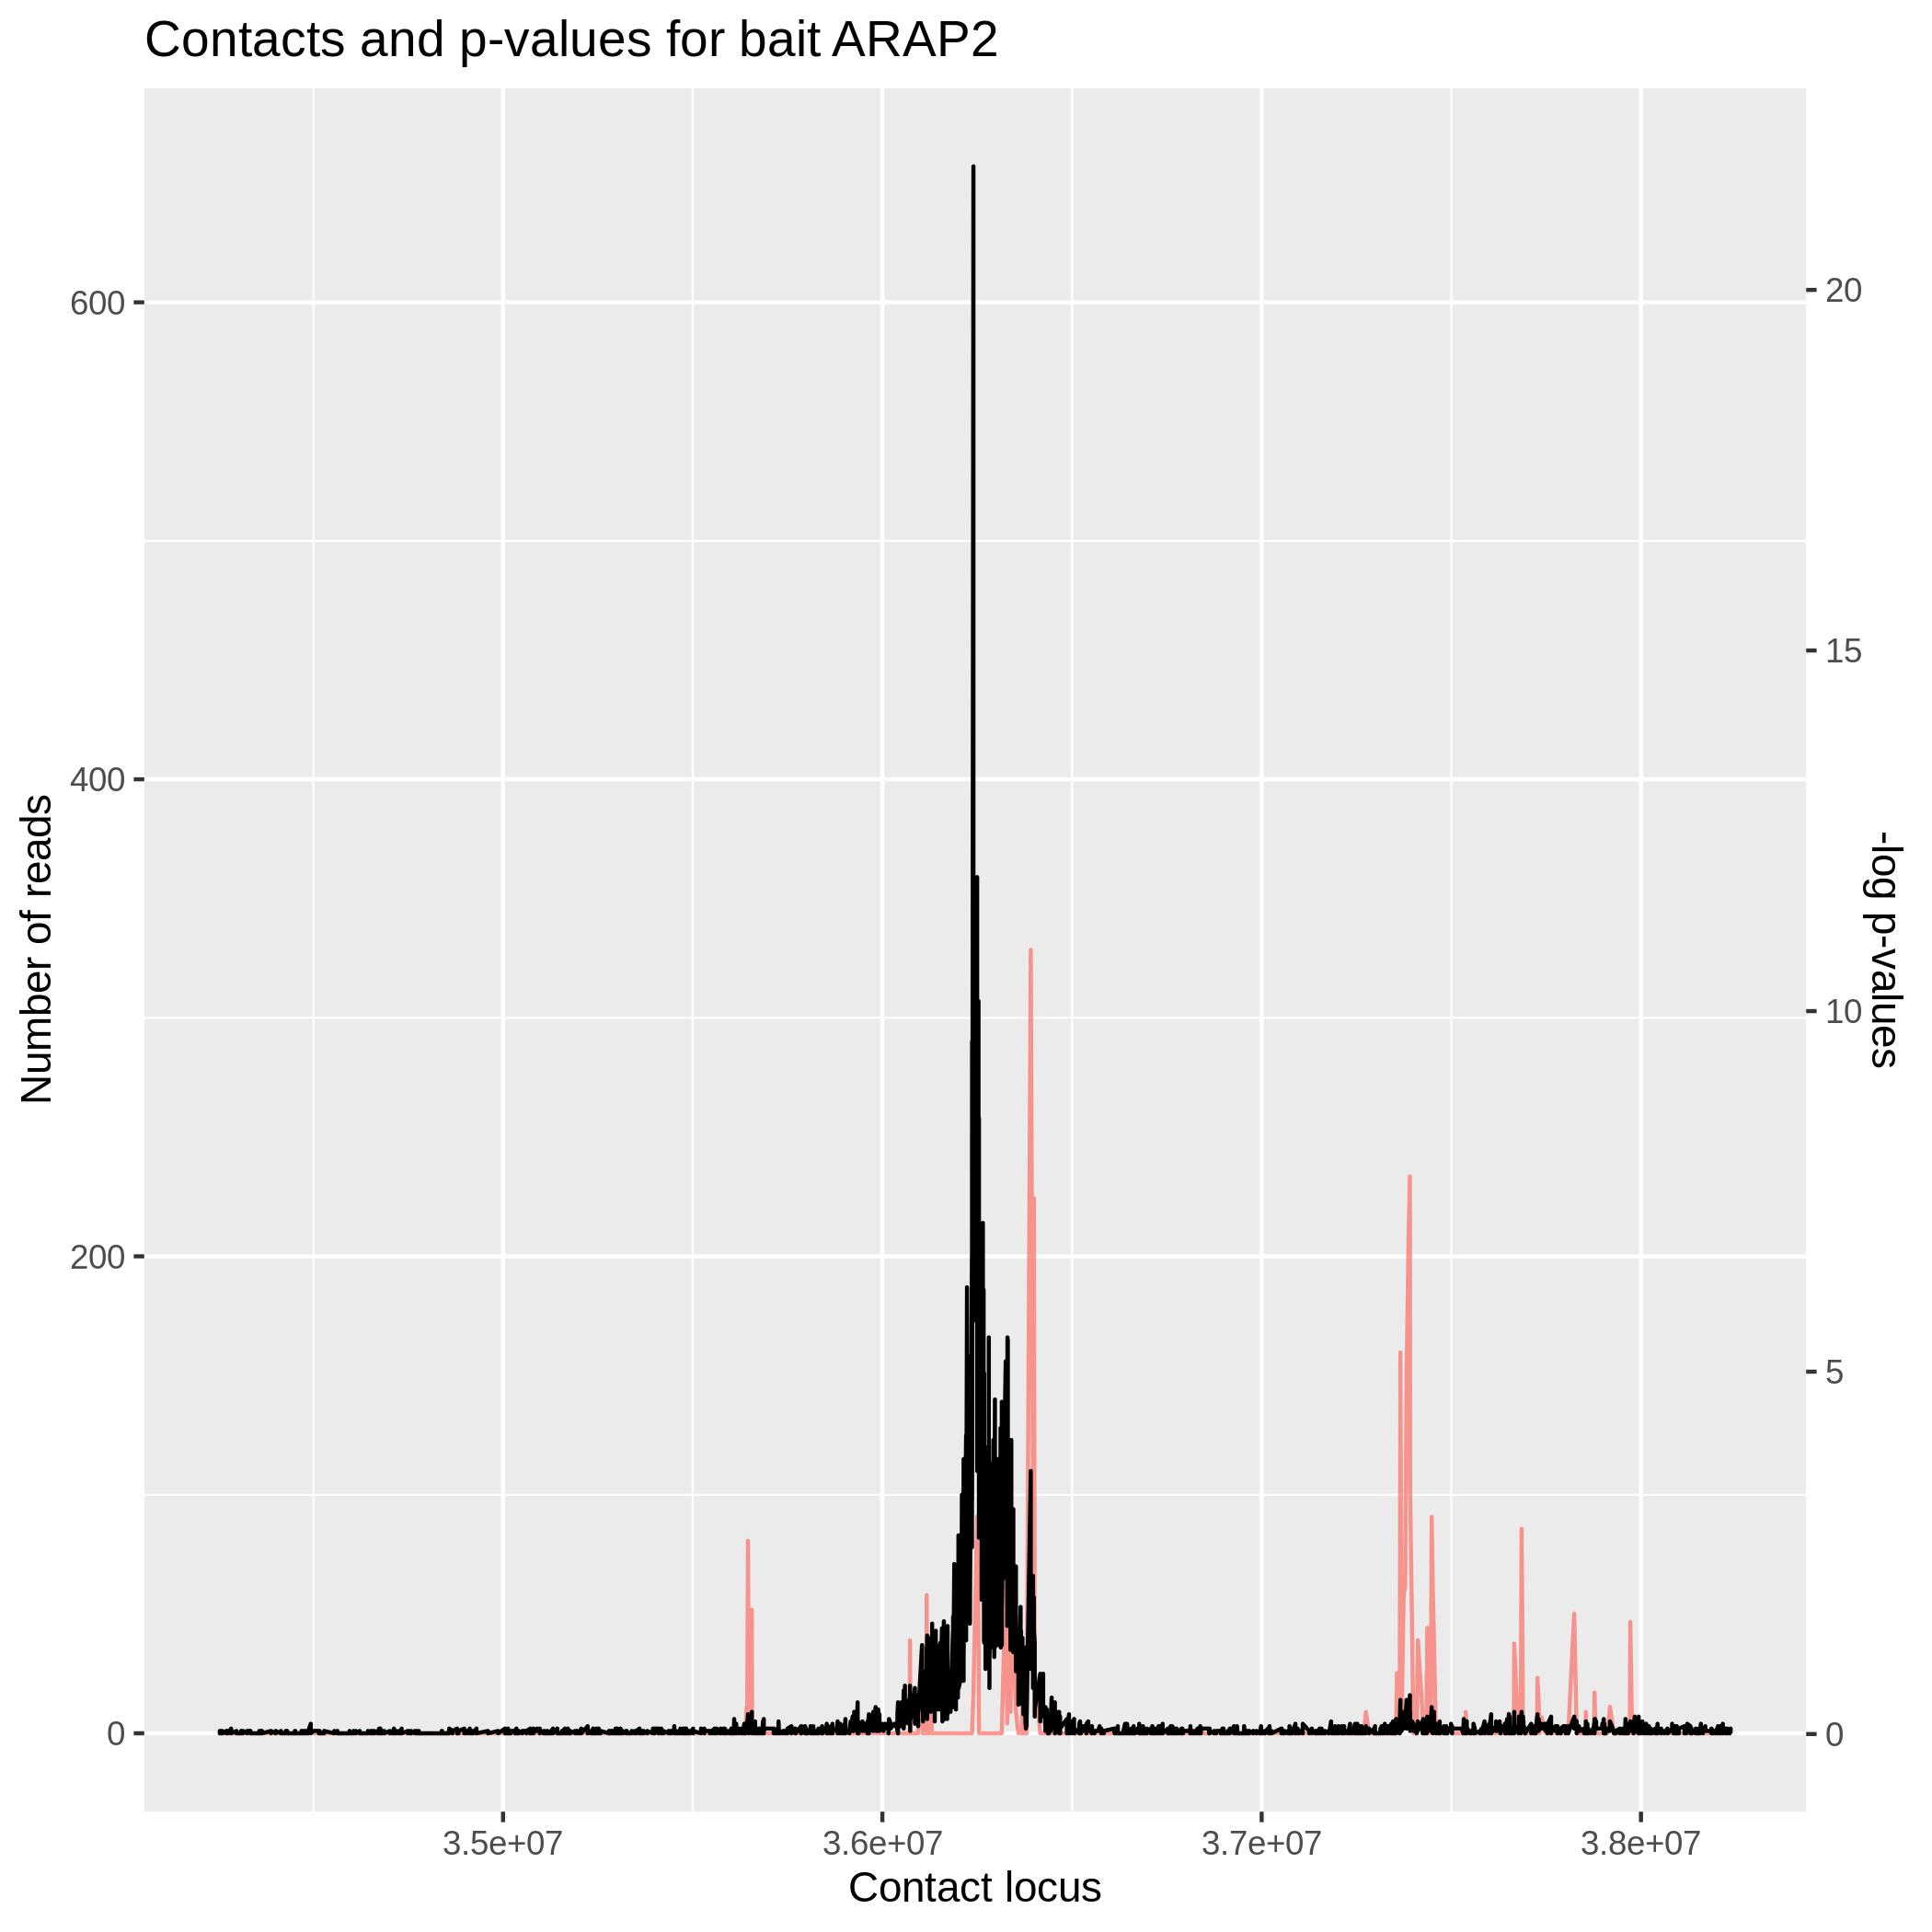 Contacts and p-values for bait ARAP2
Number of reads
600
400
200
0
20
15
10
5
0
-log p-values
3.5e+07
3.6e+07
3.7e+07
3.8e+07
Contact locus